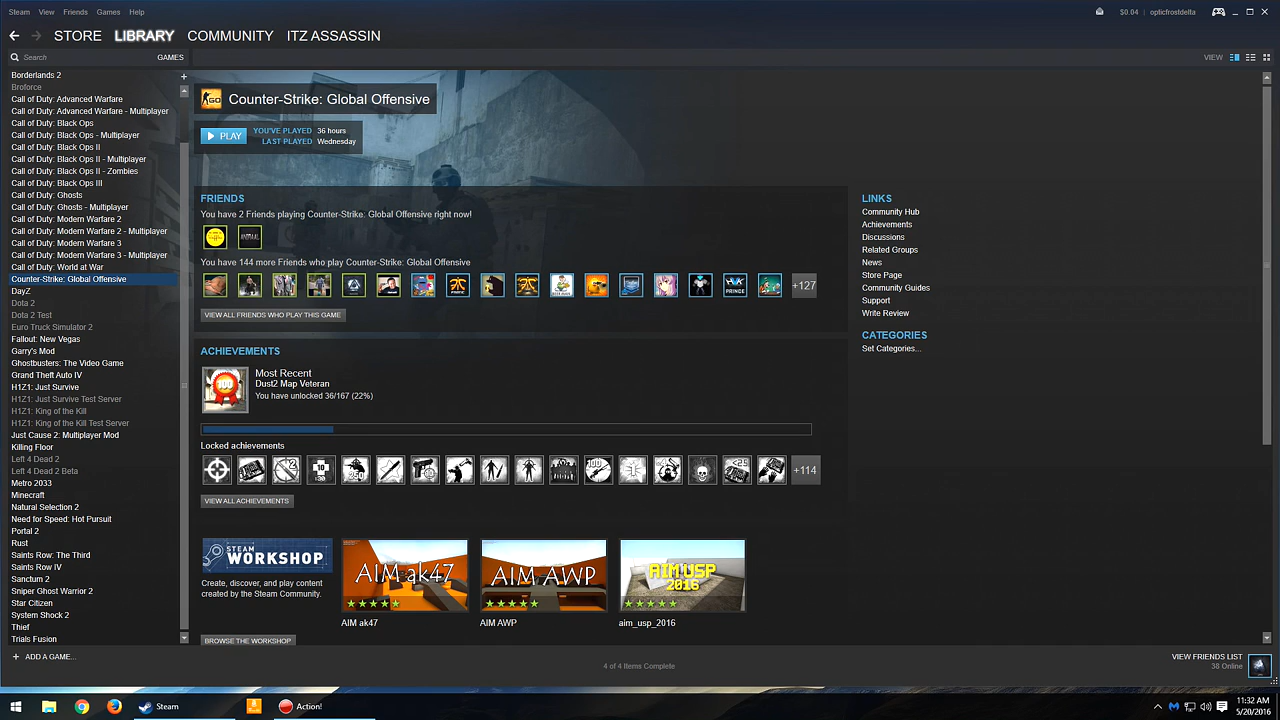 Steam View Friends Games Help
$0.04 opticfrostdelta
STORE LIBRARY COMMUNITY ITZ ASSASSIN
Search GAMES
VIEW
Borderlands 2
Broforce
Call of Duty: Advanced Warfare
Call of Duty: Advanced Warfare - Multiplayer
Call of Duty: Black Ops
Call of Duty: Black Ops - Multiplayer
Call of Duty: Black Ops II
Call of Duty: Black Ops II - Multiplayer
Call of Duty: Black Ops II - Zombies
Call of Duty: Black Ops III
Call of Duty: Ghosts
Call of Duty: Ghosts - Multiplayer
Call of Duty: Modern Warfare 2
Call of Duty: Modern Warfare 2 - Multiplayer
Call of Duty: Modern Warfare 3
Call of Duty: Modern Warfare 3 - Multiplayer
Call of Duty: World at War
Counter-Strike: Global Offensive
DayZ
Dota 2
Dota 2 Test
Euro Truck Simulator 2
Fallout: New Vegas
Garry's Mod
Ghostbusters: The Video Game
Grand Theft Auto IV
H1Z1: Just Survive
H1Z1: Just Survive Test Server
H1Z1: King of the Kill
H1Z1: King of the Kill Test Server
Just Cause 2: Multiplayer Mod
Killing Floor
Left 4 Dead 2
Left 4 Dead 2 Beta
Metro 2033
Minecraft
Natural Selection 2
Need for Speed: Hot Pursuit
Portal 2
Rust
Saints Row: The Third
Saints Row IV
Sanctum 2
Sniper Ghost Warrior 2
Star Citizen
System Shock 2
Thief
Trials Fusion
+ ADD A GAME...
GO
Counter-Strike: Global Offensive
PLAY
YOU'VE PLAYED 36 hours
LAST PLAYED Wednesday
FRIENDS
You have 2 Friends playing Counter-Strike: Global Offensive right now!
You have 144 more Friends who play Counter-Strike: Global Offensive
PRINCE
+127
VIEW ALL FRIENDS WHO PLAY THIS GAME
ACHIEVEMENTS
100
Most Recent
Dust2 Map Veteran
You have unlocked 36/167 (22%)
Locked achievements
+114
VIEW ALL ACHIEVEMENTS
STEAM
WORKSHOP
Create, discover, and play content
created by the Steam Community.
BROWSE THE WORKSHOP
AIM ak47
AIM ak47
AIM AWP
AIM AWP
AIM USP
2016
aim_usp_2016
LINKS
Community Hub
Achievements
Discussions
Related Groups
News
Store Page
Community Guides
Support
Write Review
CATEGORIES
Set Categories...
4 of 4 Items Complete
VIEW FRIENDS LIST
38 Online
Steam
Action!
11:32 AM
5/20/2016